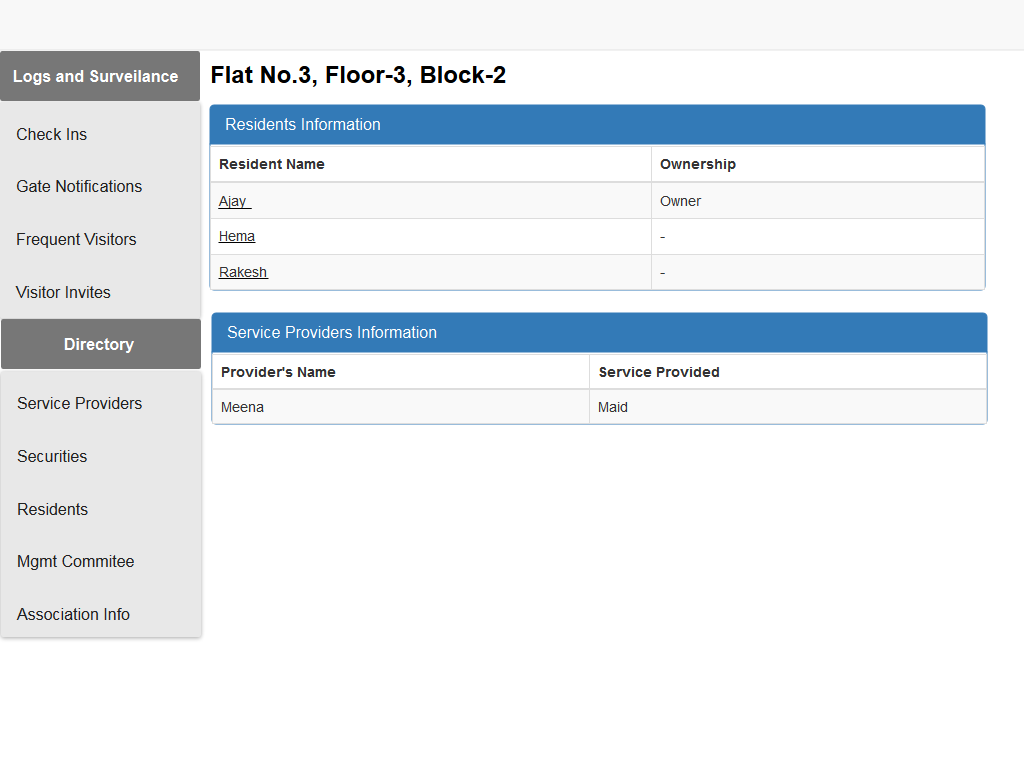 Logs and Surveilance
Check Ins
Gate Notifications
Frequent Visitors
Visitor Invites
Directory
Service Providers
Securities
Residents
Mgmt Commitee
Association Info
Flat No.3, Floor-3, Block-2
Residents Information
Resident Name Ownership
Ajay Owner
Hema -
Rakesh -
Service Providers Information
Provider's Name Service Provided
Meena Maid